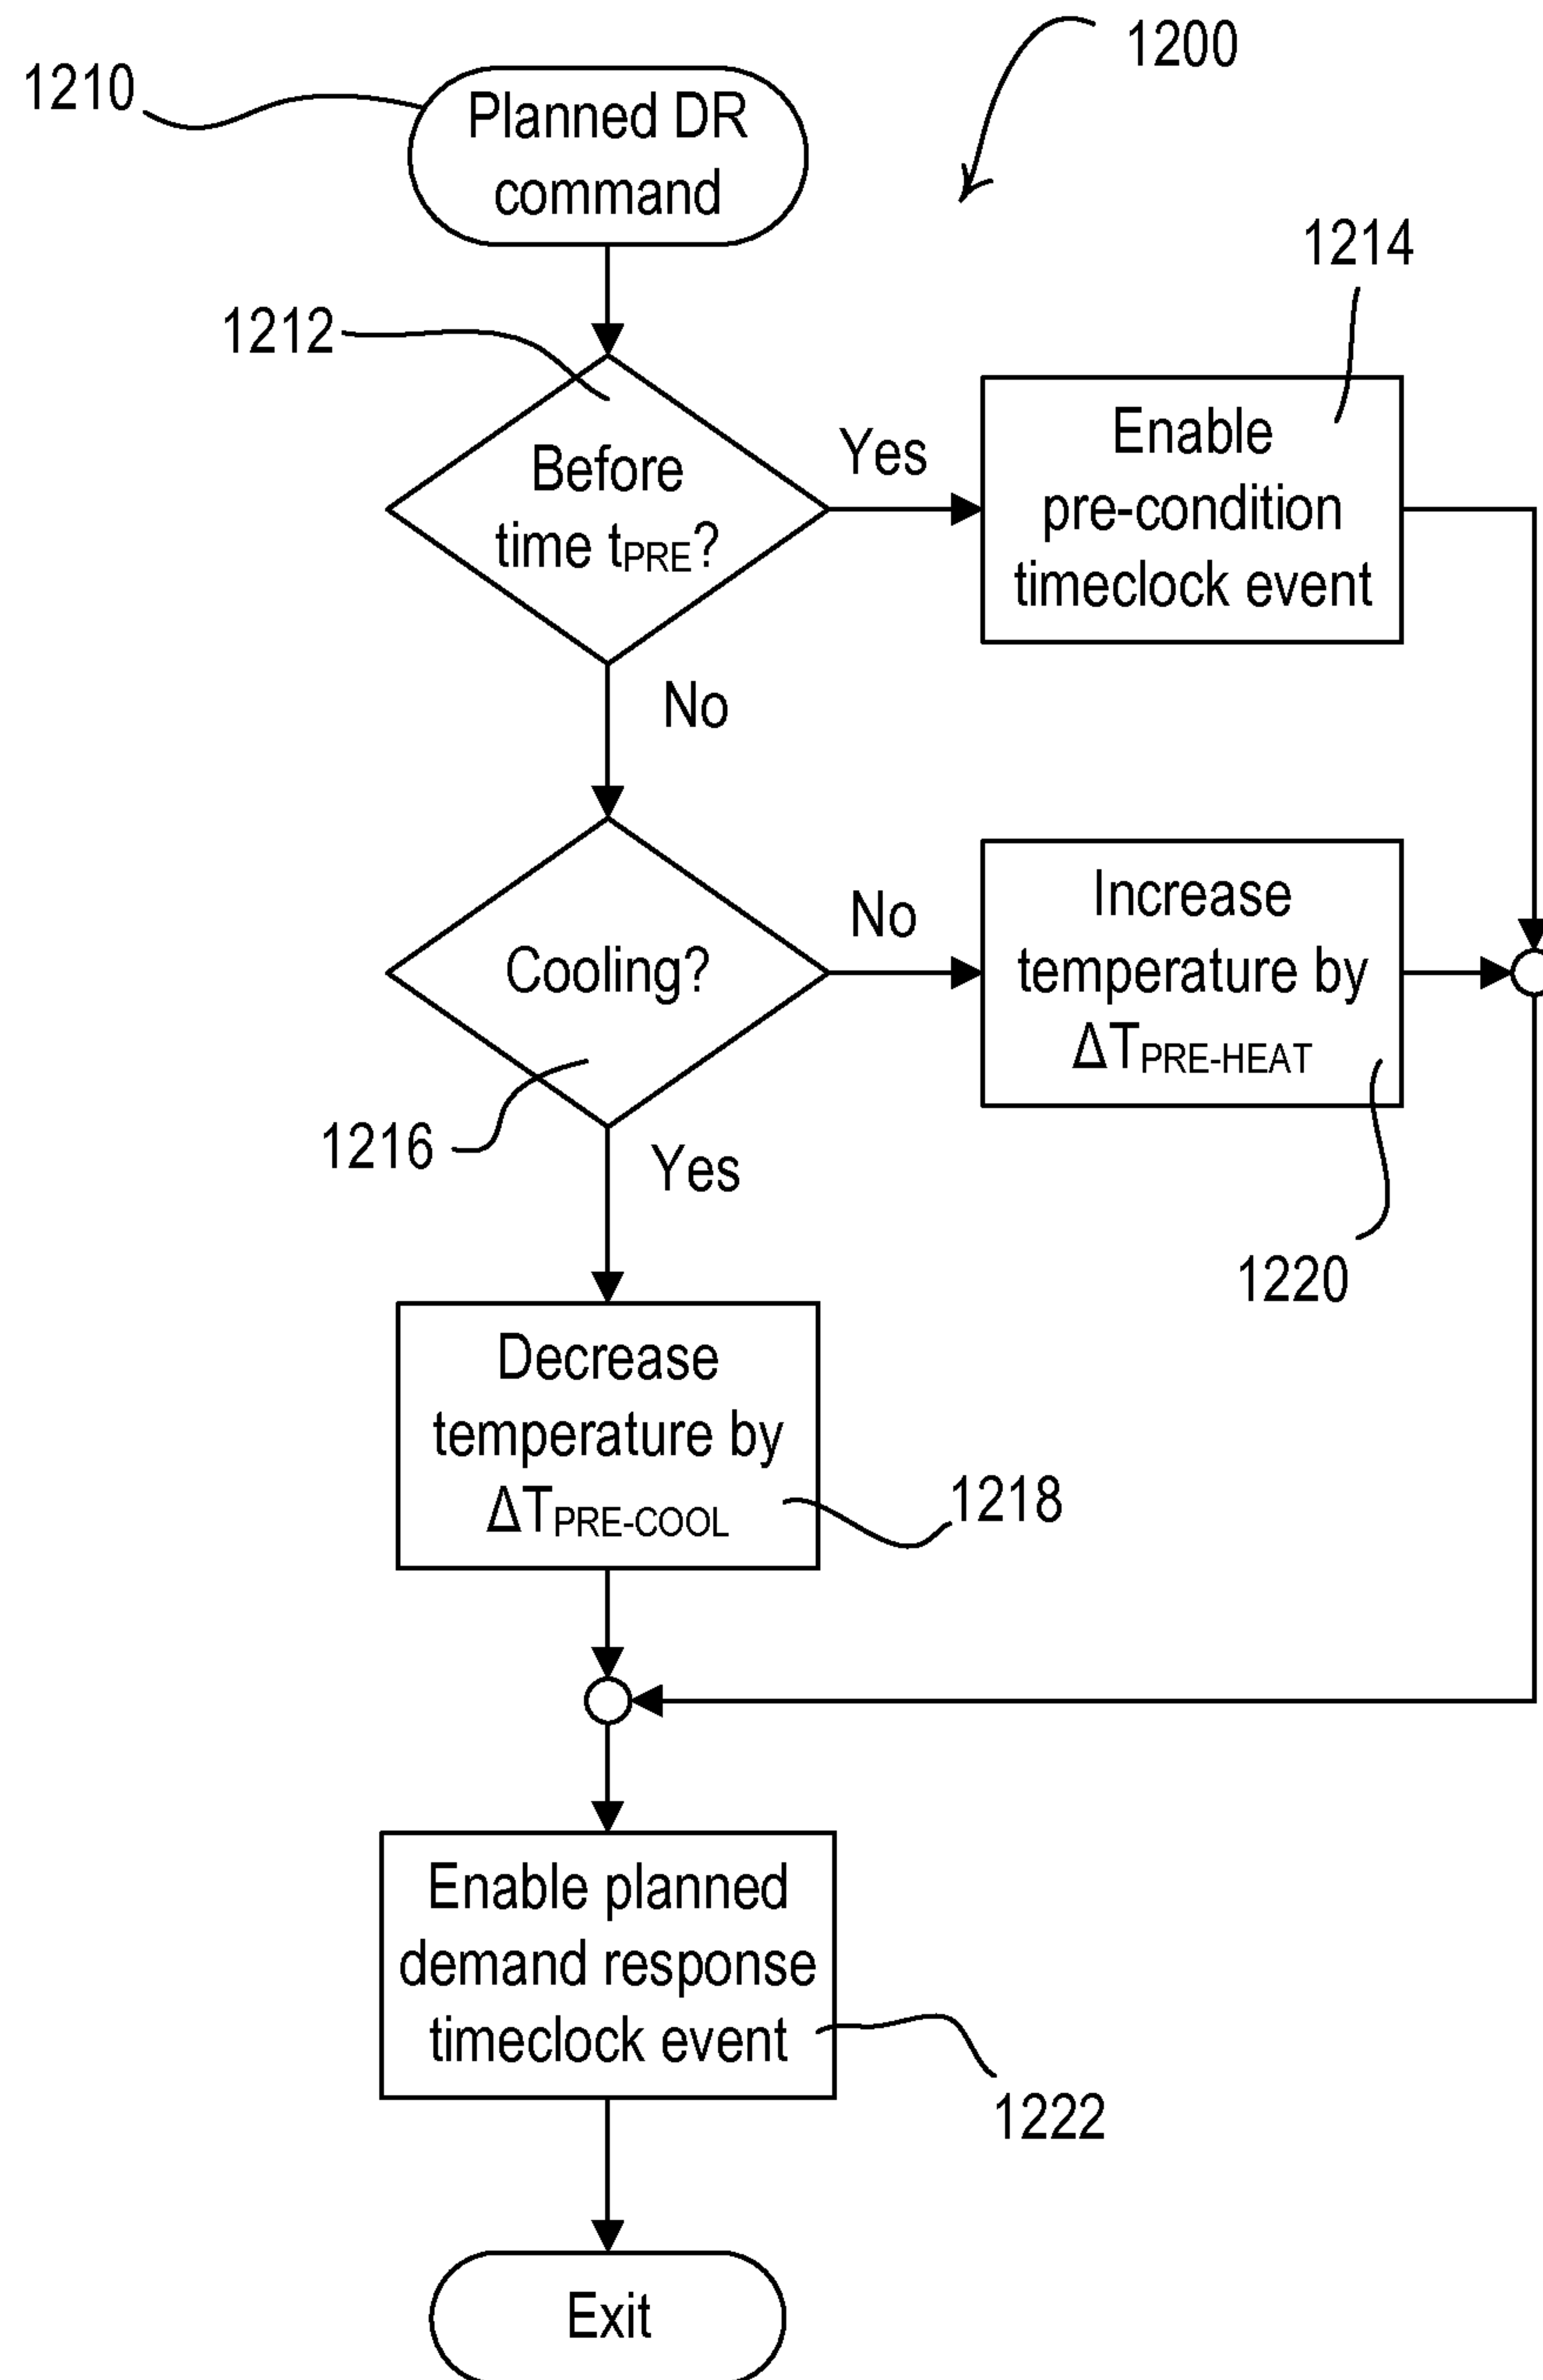 1200
1210
Planned DR
command
1212
1214
Before
time tPRE?
Yes
Enable
pre-condition
timeclock event
No
Cooling?
No
Increase
temperature by
ΔTPRE-HEAT
1216
Yes
1220
Decrease
temperature by
ΔTPRE-COOL
1218
Enable planned
demand response
timeclock event
1222
Exit